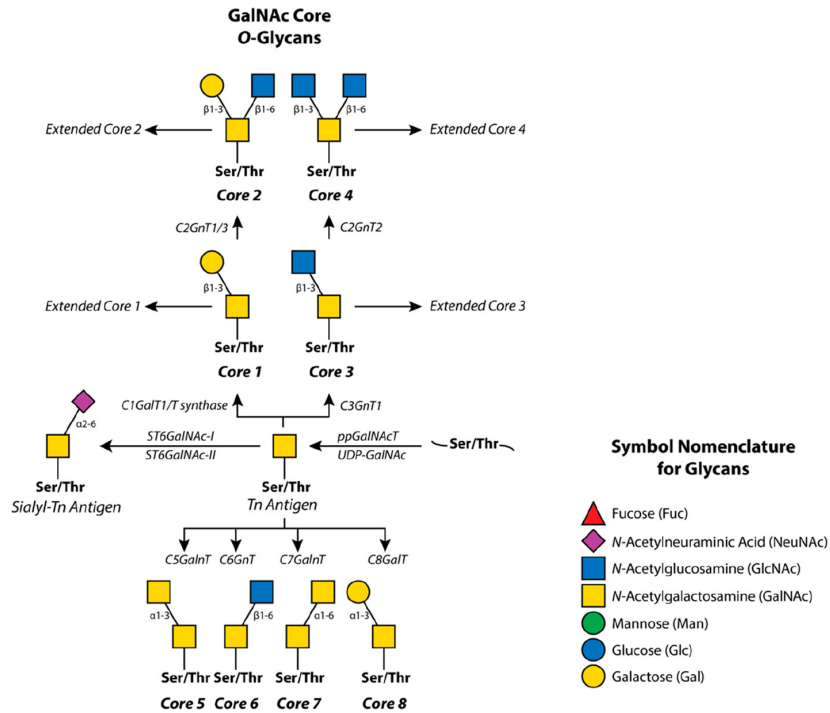 GalNAc Core
O-Glycans
β1-3 β1-6 β1-3 β1-6
Extended Core 2 Extended Core 4
Ser/Thr Ser/Thr
Core 2 Core 4
C2GnT1/3 C2GnT2
β1-3 β1-3
Extended Core 1 Extended Core 3
Ser/Thr Ser/Thr
Core 1 Core 3
C1GalT1/T synthase C3GnT1
α2-6
ST6GalNAc-I ppGalNAcT Ser/Thr
ST6GalNAc-II UDP-GalNAc
Ser/Thr Ser/Thr
Sialyl-Tn Antigen Tn Antigen
C5GalnT C6GnT C7GalnT C8GalT
α1-3 β1-6 α1-6 α1-3
Ser/Thr Ser/Thr Ser/Thr Ser/Thr
Core 5 Core 6 Core 7 Core 8
Symbol Nomenclature
for Glycans
Fucose (Fuc)
N-Acetylneuraminic Acid (NeuNAc)
N-Acetylglucosamine (GlcNAc)
N-Acetylgalactosamine (GalNAc)
Mannose (Man)
Glucose (Glc)
Galactose (Gal)